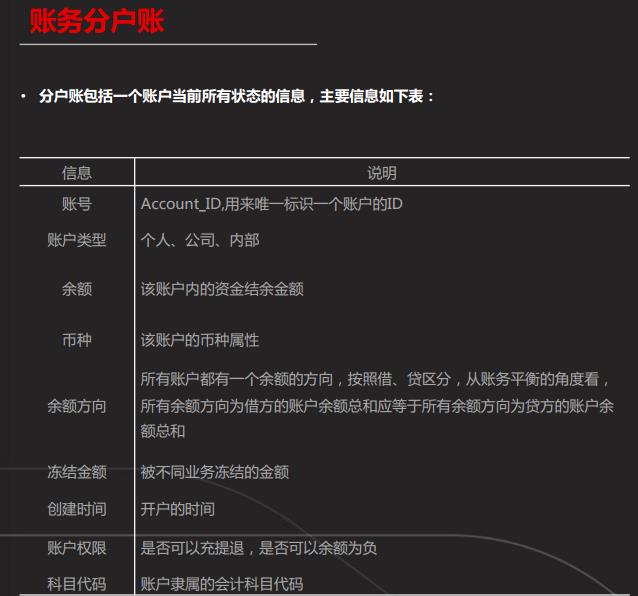 账务分户账
• 分户账包括一个账户当前所有状态的信息，主要信息如下表：
信息 说明
账号 Account_ID,用来唯一标识一个账户的ID
账户类型 个人、公司、内部
余额 该账户内的资金结余金额
币种 该账户的币种属性
余额方向 所有账户都有一个余额的方向，按照借、贷区分，从账务平衡的角度看，
所有余额方向为借方的账户余额总和应等于所有余额方向为贷方的账户余
额总和
冻结金额 被不同业务冻结的金额
创建时间 开户的时间
账户权限 是否可以充提退，是否可以余额为负
科目代码 账户隶属的会计科目代码